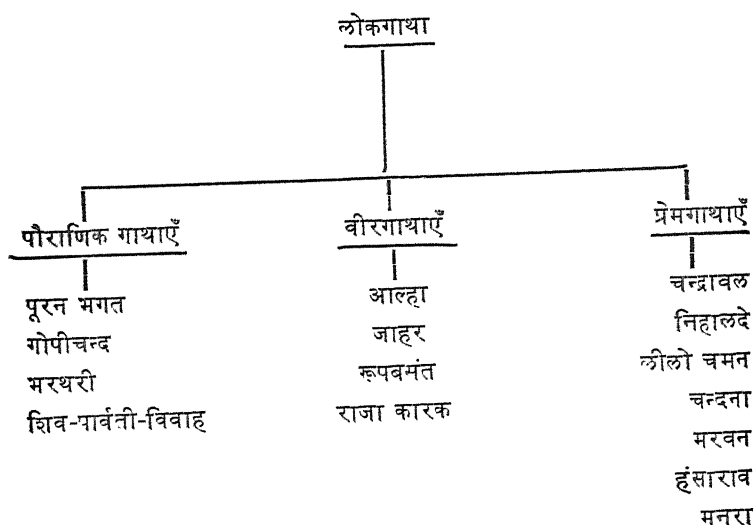 लोकगाथा
पौराणिक गाथाएँ
पूरन भगत
गोपीचन्द
भरथरी
शिव-पार्वती-विवाह
वीरगाथाएँ
आल्हा
जाहर
रूपबसंत
राजा कारक
प्रेमगाथाएँ
चन्द्रावल
निहालदे
लीलो चमन
चन्दना
मरवन
हंसाराव
मनरा